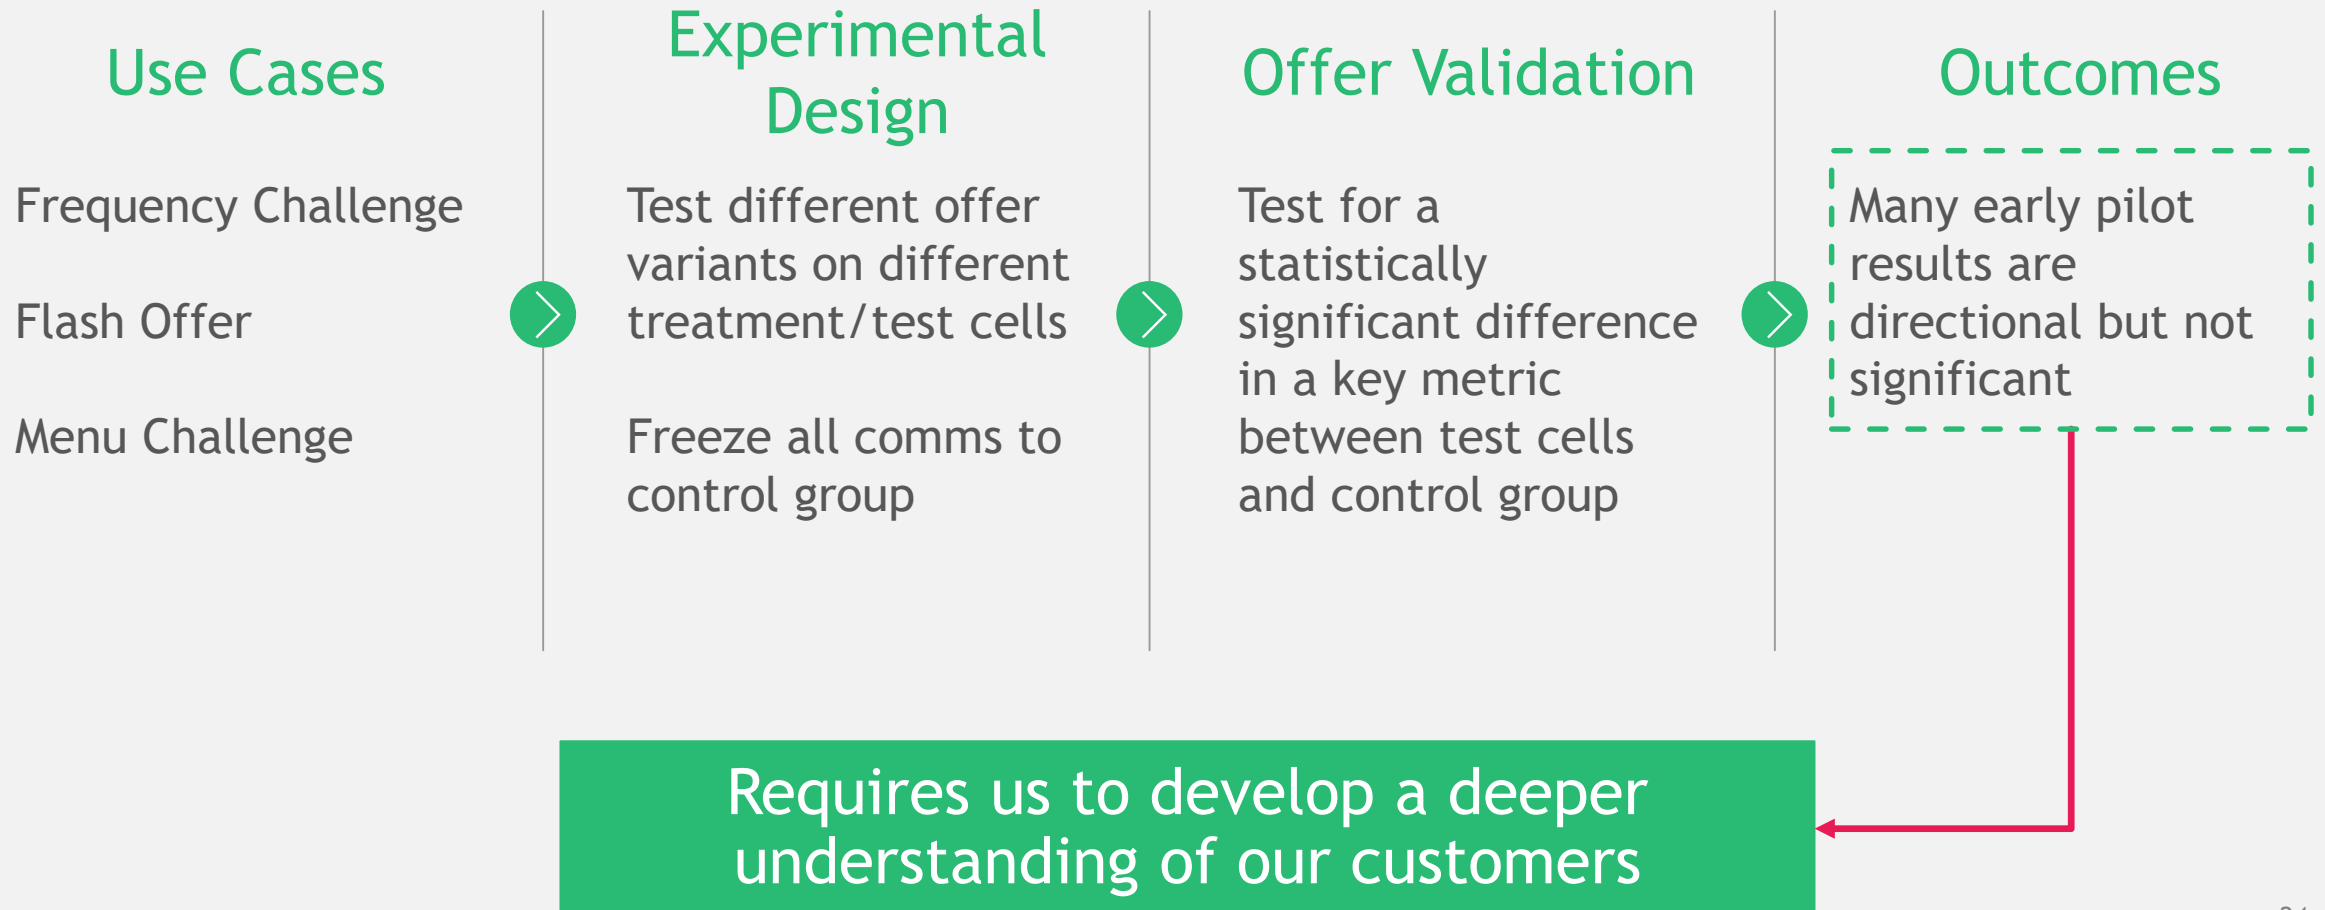 Use Cases
Frequency Challenge
Flash Offer
Menu Challenge
Experimental
Design
Test different offer
variants on different
treatment/test cells
Freeze all comms to
control group
Offer Validation
Test for a
statistically
significant difference
in a key metric
between test cells
and control group
Outcomes
Many early pilot
results are
directional but not
significant
Requires us to develop a deeper
understanding of our customers